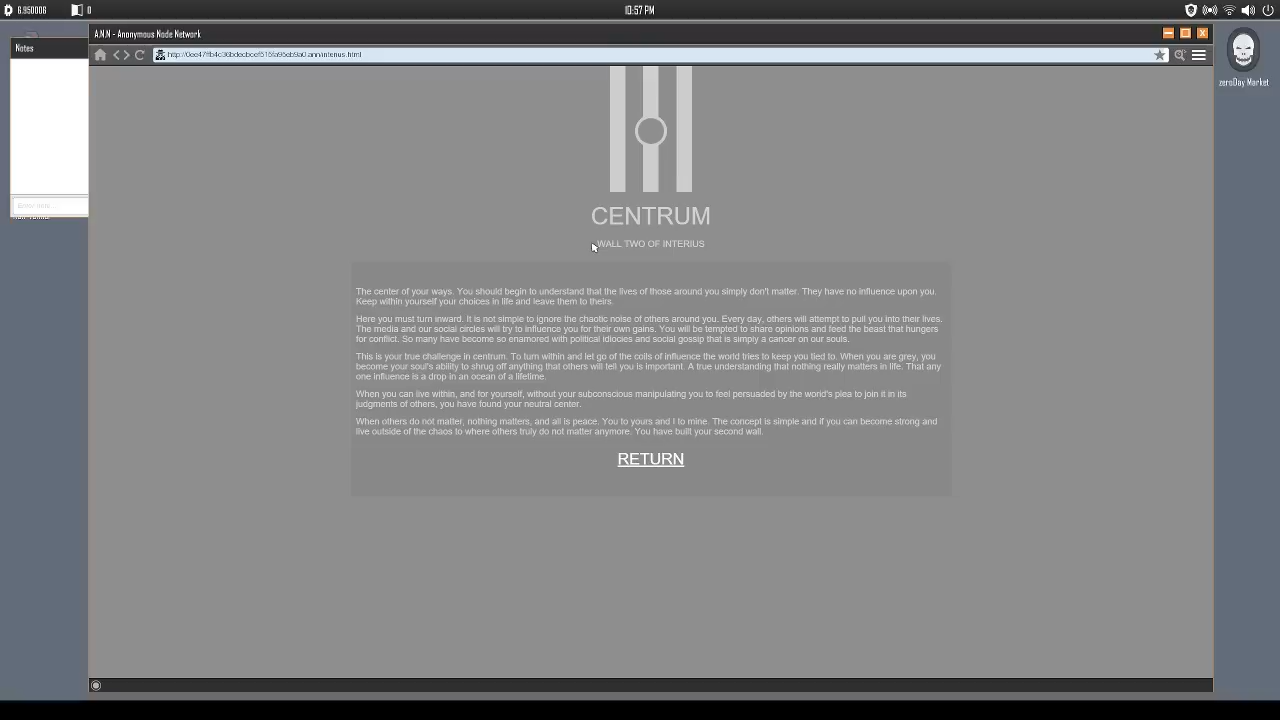 6.950006
0
10:57 PM
A.N.N - Anonymous Node Network
Notes
zeroDay Market
CENTRUM
WALL TWO OF INTERIUS
The center of your ways. You should begin to understand that the lives of those around you simply don't matter. They have no influence upon you.
Keep within yourself your choices in life and leave them to theirs.
Here you must turn inward. It is not simple to ignore the chaotic noise of others around you. Every day, others will attempt to pull you into their lives.
The media and our social circles will try to influence you for their own gains. You will be tempted to share opinions and feed the beast that hungers
for conflict. So many have become so enamored with political idiocies and social gossip that is simply a cancer on our souls.
This is your true challenge in centrum. To turn within and let go of the coils of influence the world tries to keep you tied to. When you are grey, you
become your soul's ability to shrug off anything that others will tell you is important. A true understanding that nothing really matters in life. That any
one influence is a drop in an ocean of a lifetime.
When you can live within, and for yourself, without your subconscious manipulating you to feel persuaded by the world's plea to join it in its
judgments of others, you have found your neutral center.
When others do not matter, nothing matters, and all is peace. You to yours and I to mine. The concept is simple and if you can become strong and
live outside of the chaos to where others truly do not matter anymore. You have built your second wall.
RETURN